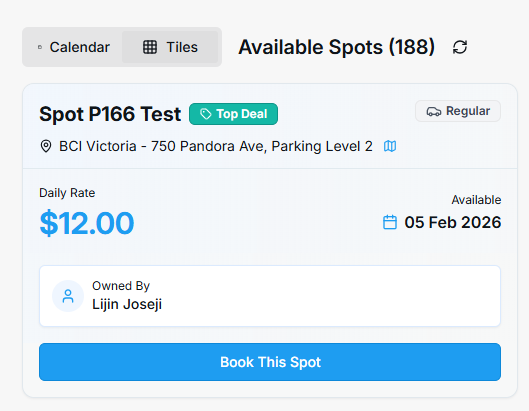 Calendar
Tiles
Available Spots (188)
Spot P166 Test
Top Deal
Regular
BCI Victoria - 750 Pandora Ave, Parking Level 2
Daily Rate
$12.00
Available
05 Feb 2026
Owned By
Lijin Joseji
Book This Spot